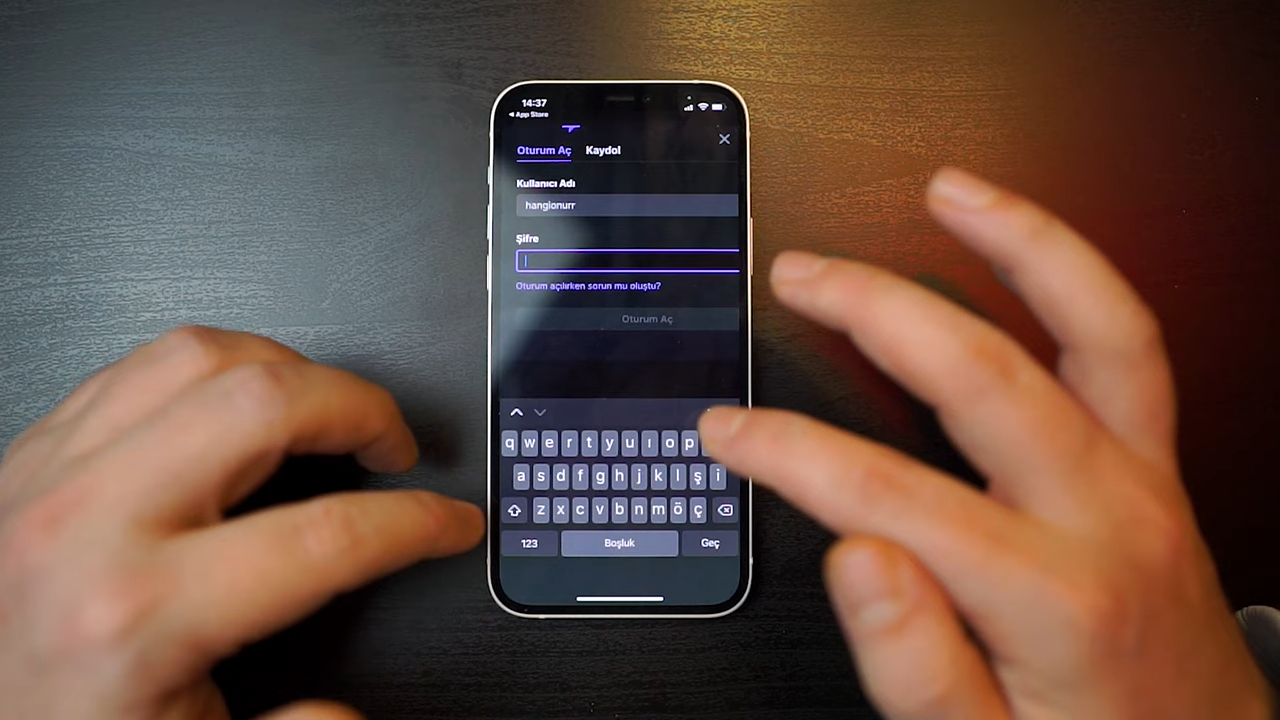 14:37
◀ App Store
Oturum Aç Kaydol
Kullanıcı Adı
hangionurr
Şifre
Oturum açılırken sorun mu oluştu?
Oturum Aç
q w e r t y u ı o p
a s d f g h j k l ş i
z x c v b n m ö ç
123 Boşluk Geç